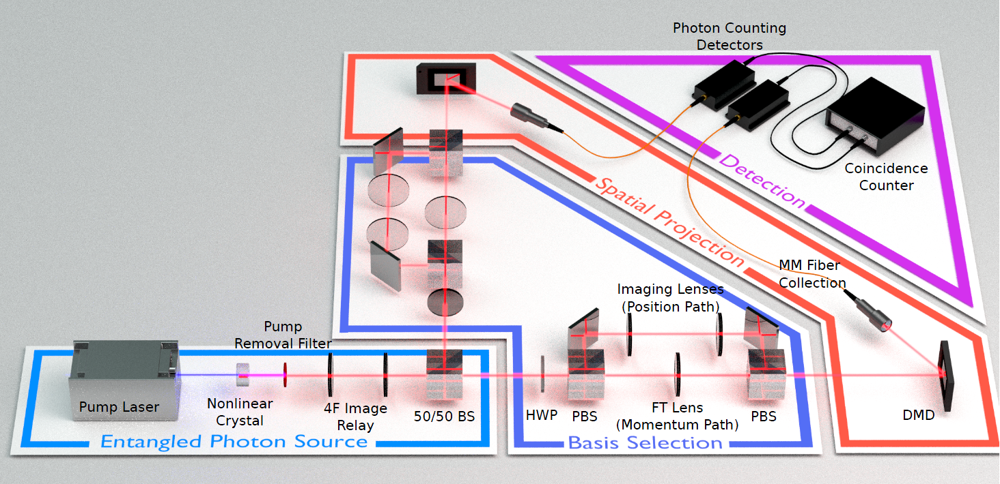 Photon Counting
Detectors
Detection
Coincidence
Counter
Spatial Projection
MM Fiber
Collection
Imaging Lenses
(Position Path)
Pump
Removal Filter
Pump Laser
Nonlinear
Crystal
4F Image
Relay
50/50 BS
HWP
PBS
FT Lens
(Momentum Path)
PBS
DMD
Entangled Photon Source
Basis Selection